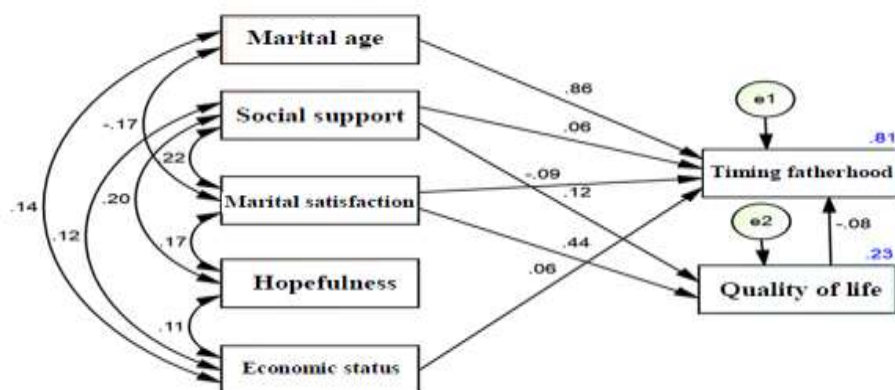 Marital age
.86
e1
-.17
Social support
.06
.81
.22
Timing fatherhood
-.09
.14
.20
Marital satisfaction
.12
e2
-.08
.12
.17
.44
.23
.06
Hopefulness
Quality of life
.11
Economic status